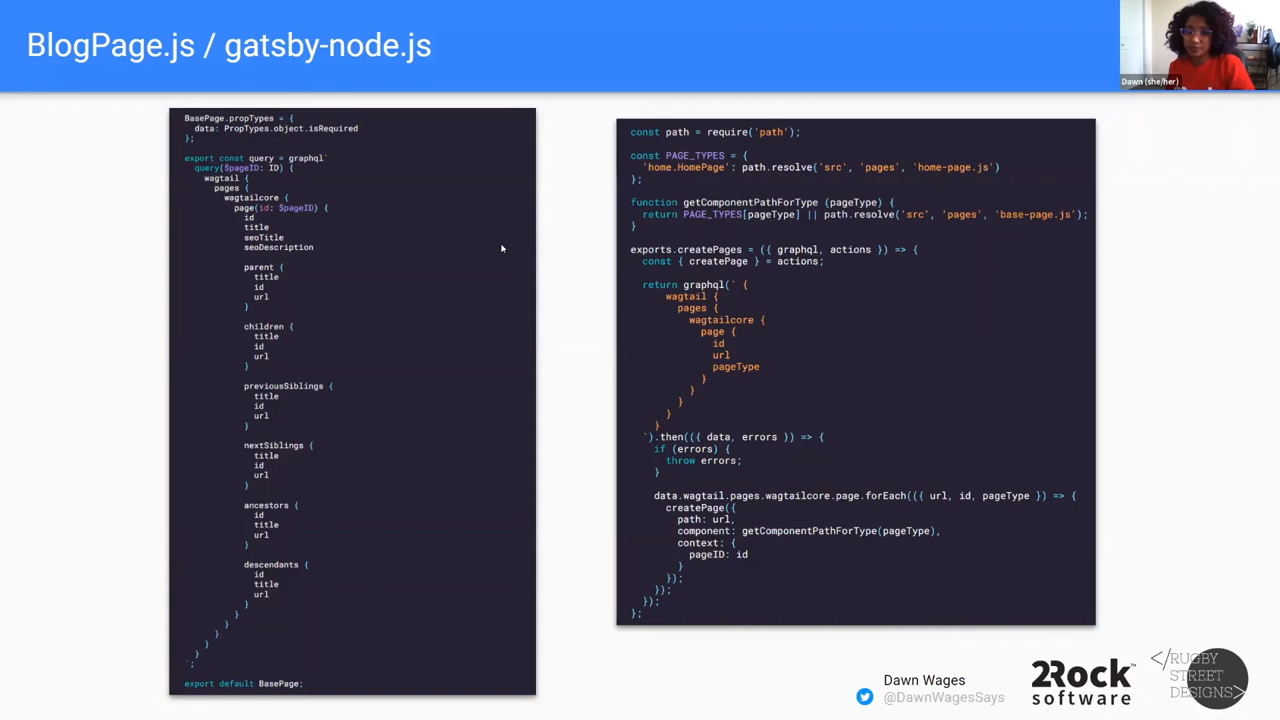 BlogPage.js / gatsby-node.js
Dawn (she/her)
BasePage.propTypes = {
  data: PropTypes.object.isRequired
};
export const query = graphql`
  query($pageID: ID) {
    wagtail {
      pages {
        wagtailcore {
          page(id: $pageID) {
            id
            title
            seoTitle
            seoDescription
            parent {
              title
              id
              url
            }
            children {
              title
              id
              url
            }
            previousSiblings {
              title
              id
              url
            }
            nextSiblings {
              title
              id
              url
            }
            ancestors {
              id
              title
              url
            }
            descendants {
              id
              title
              url
            }
          }
        }
      }
    }
  }
`;
export default BasePage;
const path = require('path');
const PAGE_TYPES = {
  'home.HomePage': path.resolve('src', 'pages', 'home-page.js')
};
function getComponentPathForType (pageType) {
  return PAGE_TYPES[pageType] || path.resolve('src', 'pages', 'base-page.js');
}
exports.createPages = ({ graphql, actions }) => {
  const { createPage } = actions;
  return graphql(` {
      wagtail {
        pages {
          wagtailcore {
            page {
              id
              url
              pageType
            }
          }
        }
      }
    }
  `).then(({ data, errors }) => {
    if (errors) {
      throw errors;
    }
    data.wagtail.pages.wagtailcore.page.forEach(({ url, id, pageType }) => {
      createPage({
        path: url,
        component: getComponentPathForType(pageType),
        context: {
          pageID: id
        }
      });
    });
  });
};
Dawn Wages
@DawnWagesSays
2Rock™
software
</RUGBY
STREET
DESIGNS>